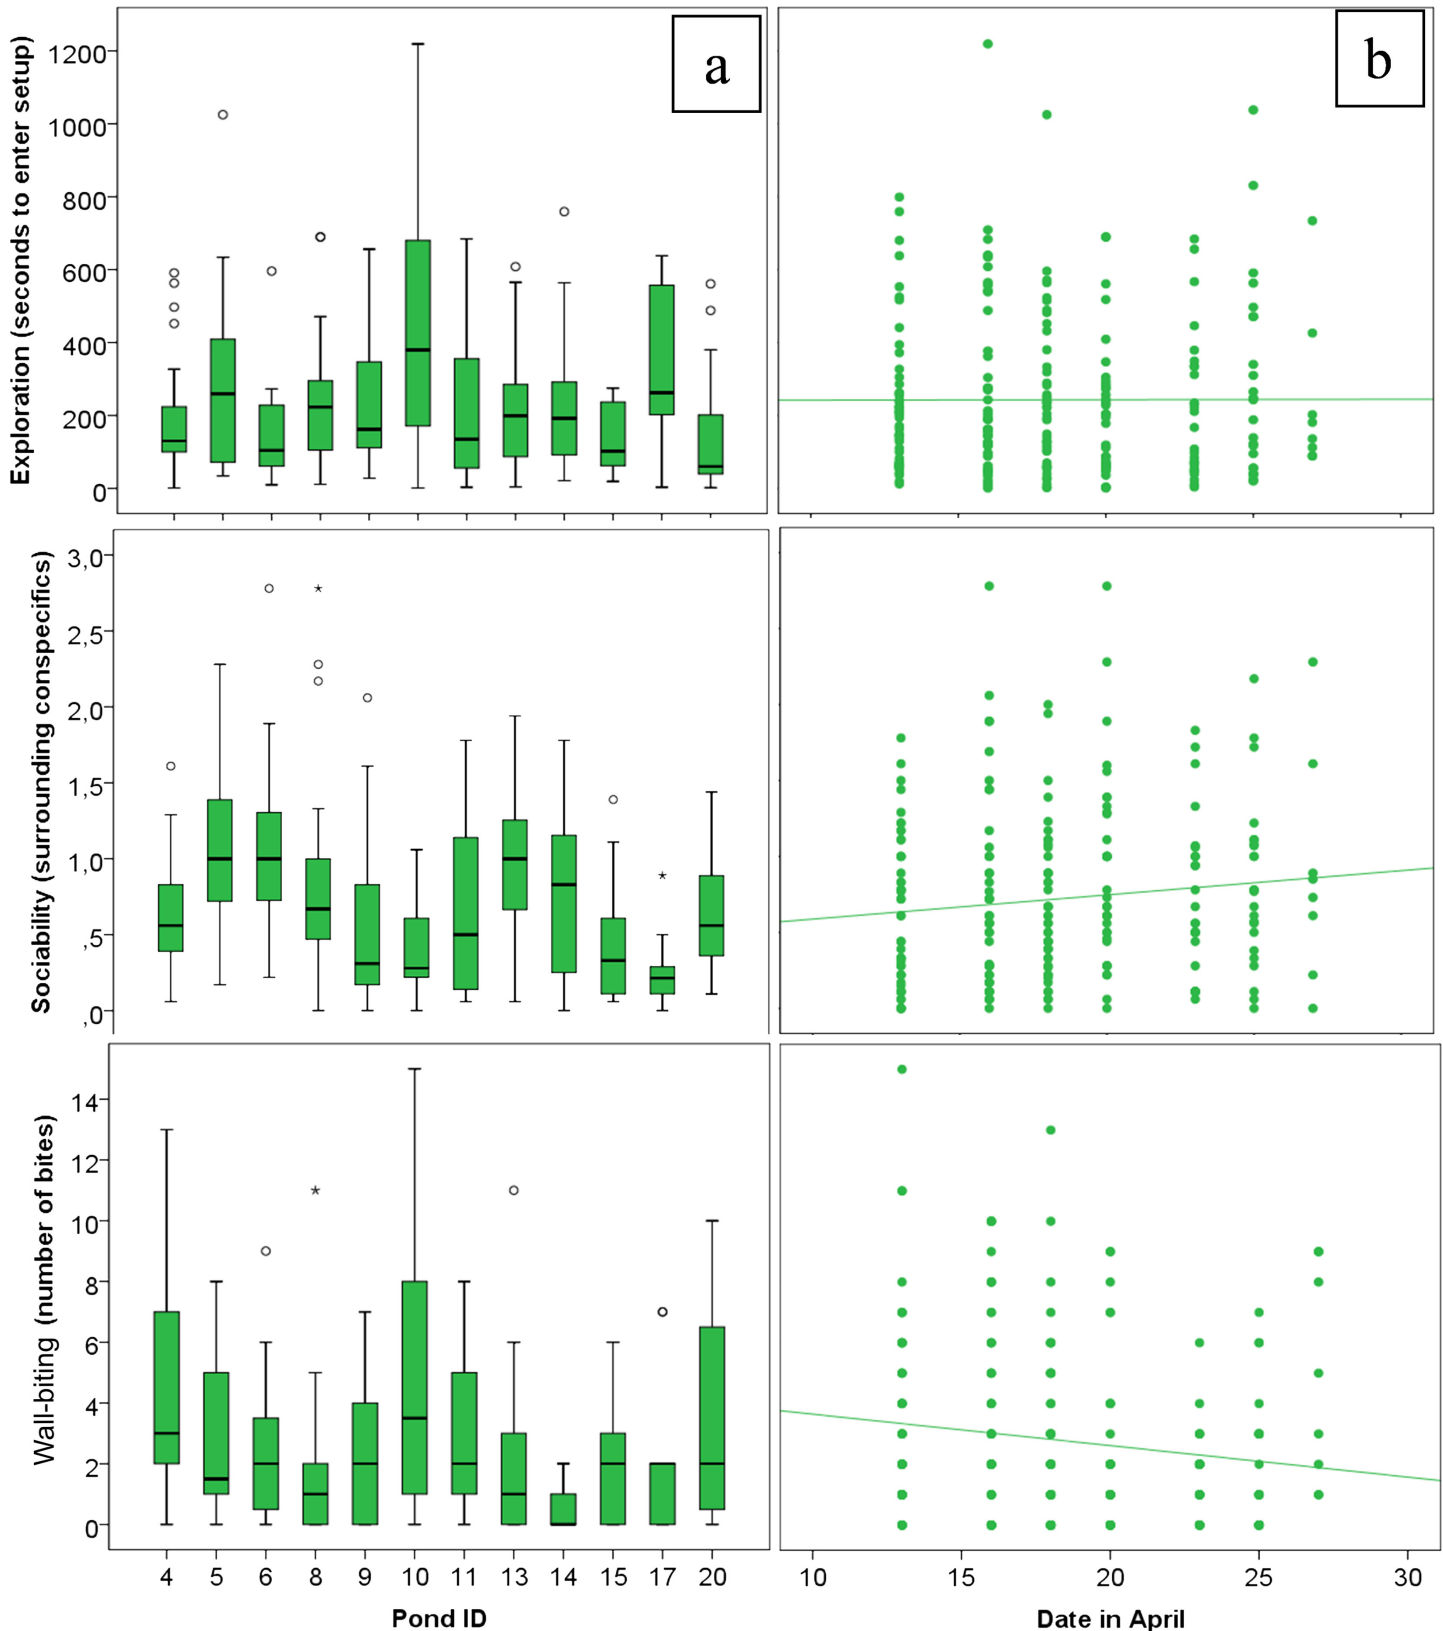 a
b
Exploration (seconds to enter setup)
1200
1000
800
600
400
200
0
Sociability (surrounding conspecifics)
3,0
2,5
2,0
1,5
1,0
,5
,0
Wall-biting (number of bites)
14
12
10
8
6
4
2
0
4 5 6 8 9 10 11 13 14 15 17 20
Pond ID
10 15 20 25 30
Date in April